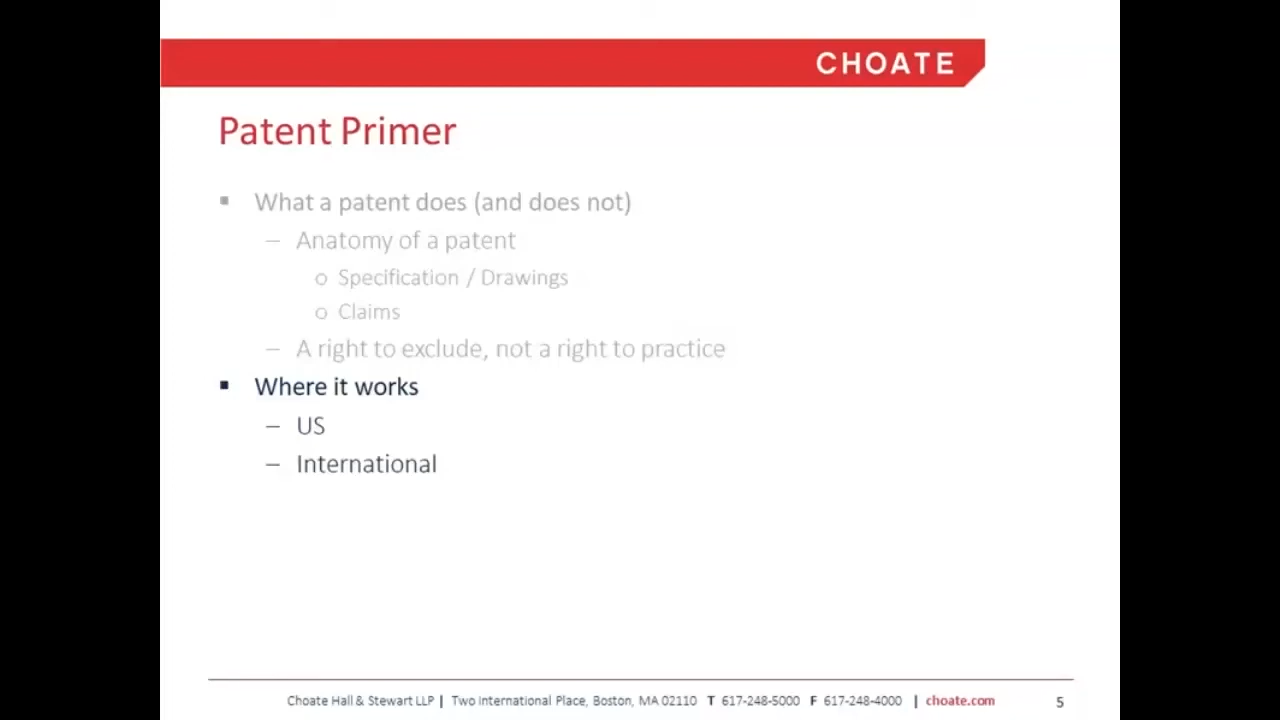 CHOATE
Patent Primer
▪ What a patent does (and does not)
– Anatomy of a patent
o Specification / Drawings
o Claims
– A right to exclude, not a right to practice
▪ Where it works
– US
– International
Choate Hall & Stewart LLP | Two International Place, Boston, MA 02110 T 617-248-5000 F 617-248-4000 | choate.com 5